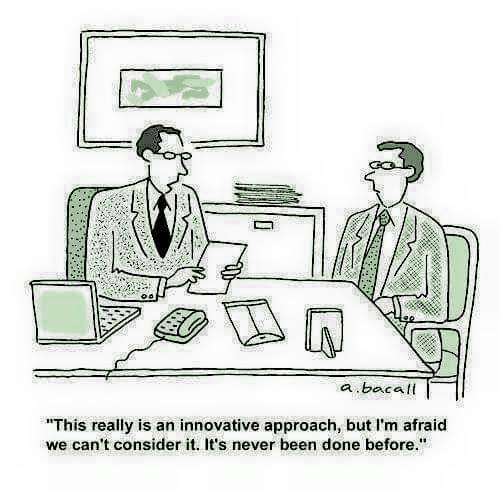 a.bacall
"This really is an innovative approach, but I'm afraid
we can't consider it. It's never been done before."